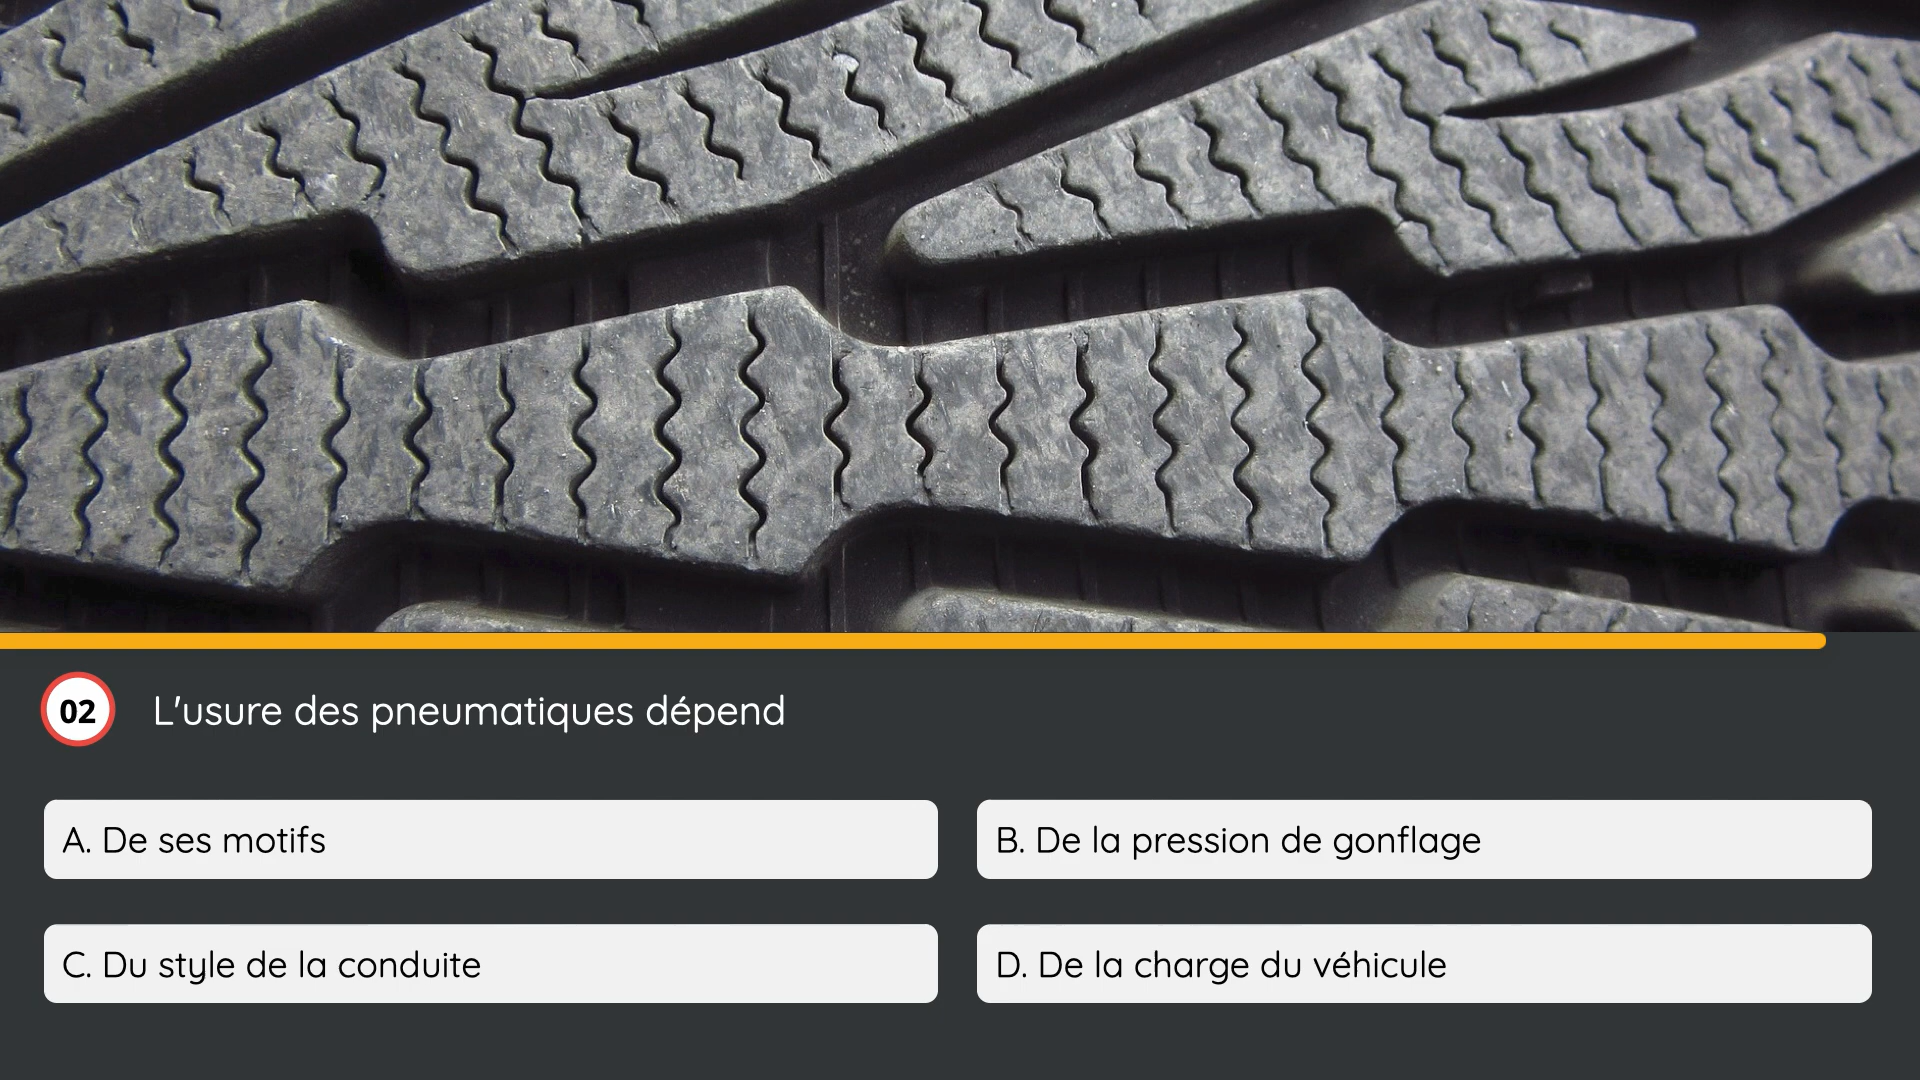 02
L'usure des pneumatiques dépend
A. De ses motifs
B. De la pression de gonflage
C. Du style de la conduite
D. De la charge du véhicule